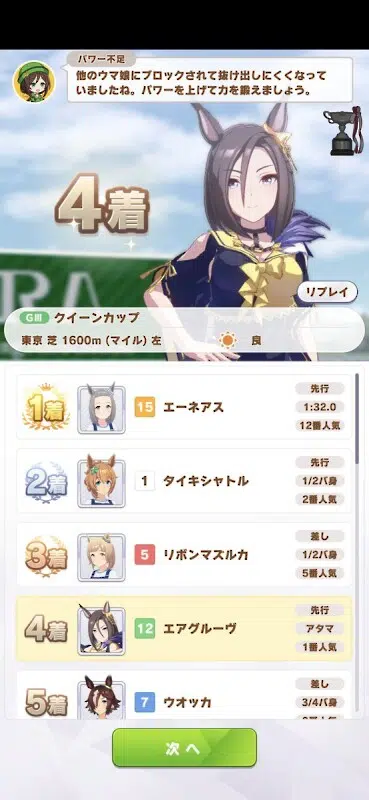 パワー不足
他のウマ娘にブロックされて抜け出しにくくなって
いましたね。パワーを上げて力を鍛えましょう。
4着
RA
リプレイ
GⅢ クイーンカップ
東京 芝 1600m (マイル) 左 良
1着 15 エーネアス 先行 1:32.0 12番人気
2着 1 タイキシャトル 先行 1/2バ身 2番人気
3着 5 リボンマズルカ 差し 1/2バ身 5番人気
4着 12 エアグルーヴ 先行 アタマ 1番人気
5着 7 ウオッカ 差し 3/4バ身
次へ